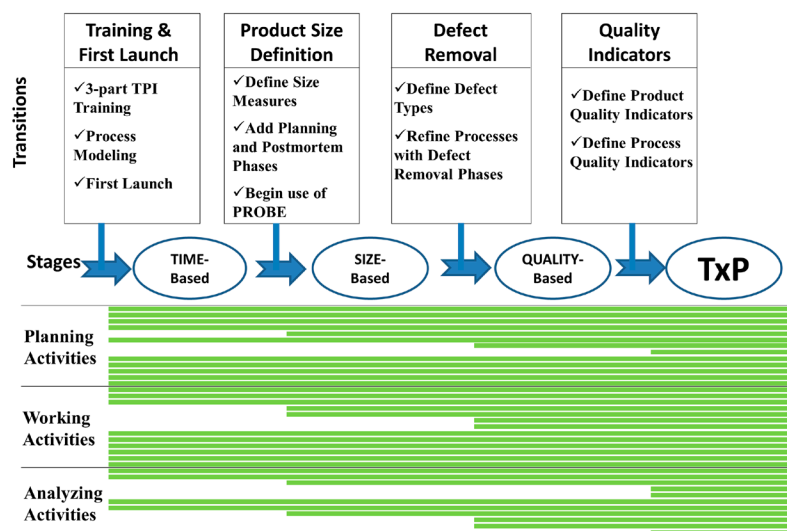 Transitions
Training &
First Launch
✓3-part TPI
Training
✓Process
Modeling
✓First Launch
Product Size
Definition
✓Define Size
Measures
✓Add Planning
and Postmortem
Phases
✓Begin use of
PROBE
Defect
Removal
✓Define Defect
Types
✓Refine Processes
with Defect
Removal Phases
Quality
Indicators
✓Define Product
Quality Indicators
✓Define Process
Quality Indicators
Stages
TIME-
Based
SIZE-
Based
QUALITY-
Based
TxP
Planning
Activities
Working
Activities
Analyzing
Activities